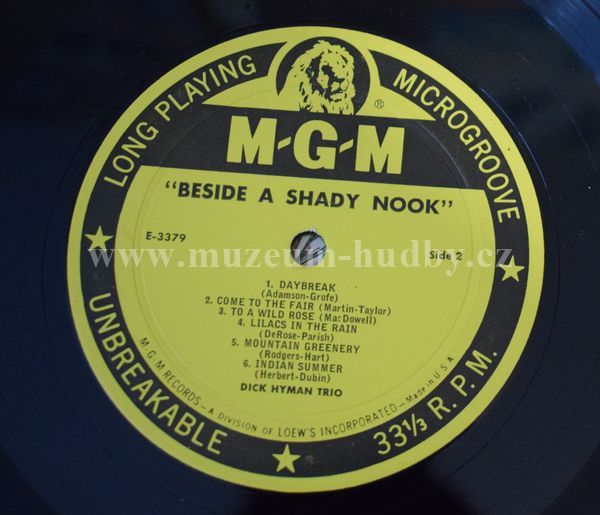 LONG PLAYING
MICROGROOVE
®
M-G-M
"BESIDE A SHADY NOOK"
E-3379
Side 2
www.muzeum-hudby.cz
1. DAYBREAK
(Adamson-Grofe)
2. COME TO THE FAIR (Martin-Taylor)
3. TO A WILD ROSE (MacDowell)
4. LILACS IN THE RAIN
(DeRose-Parish)
5. MOUNTAIN GREENERY
(Rodgers-Hart)
6. INDIAN SUMMER
(Herbert-Dubin)
DICK HYMAN TRIO
M G M RECORDS—A DIVISION OF LOEW'S INCORPORATED—Made in U.S.A
UNBREAKABLE
33⅓ R.P.M.